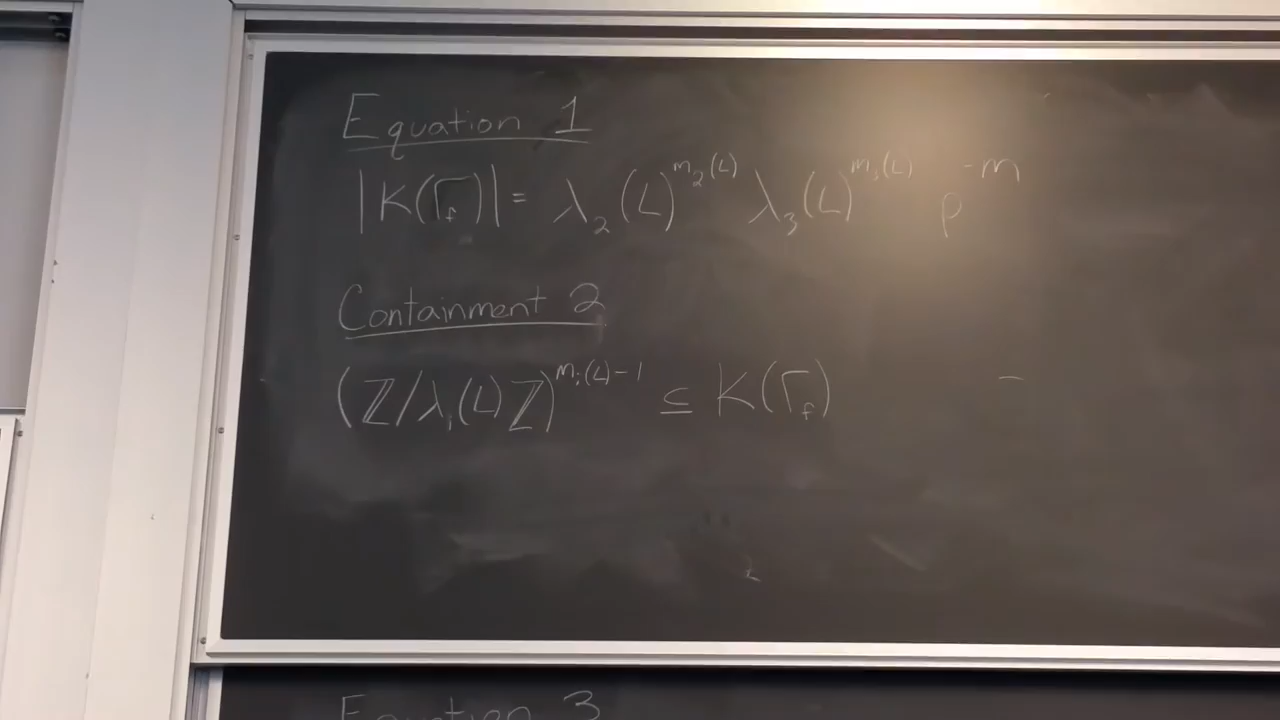 Equation 1
|K(Γ_f)| = λ_2(L)^{m_2(L)} λ_3(L)^{m_3(L)} p^{-m}
Containment 2
(ℤ/λ_i(L)ℤ)^{m_i(L)-1} ≤ K(Γ_f)
Equation 3